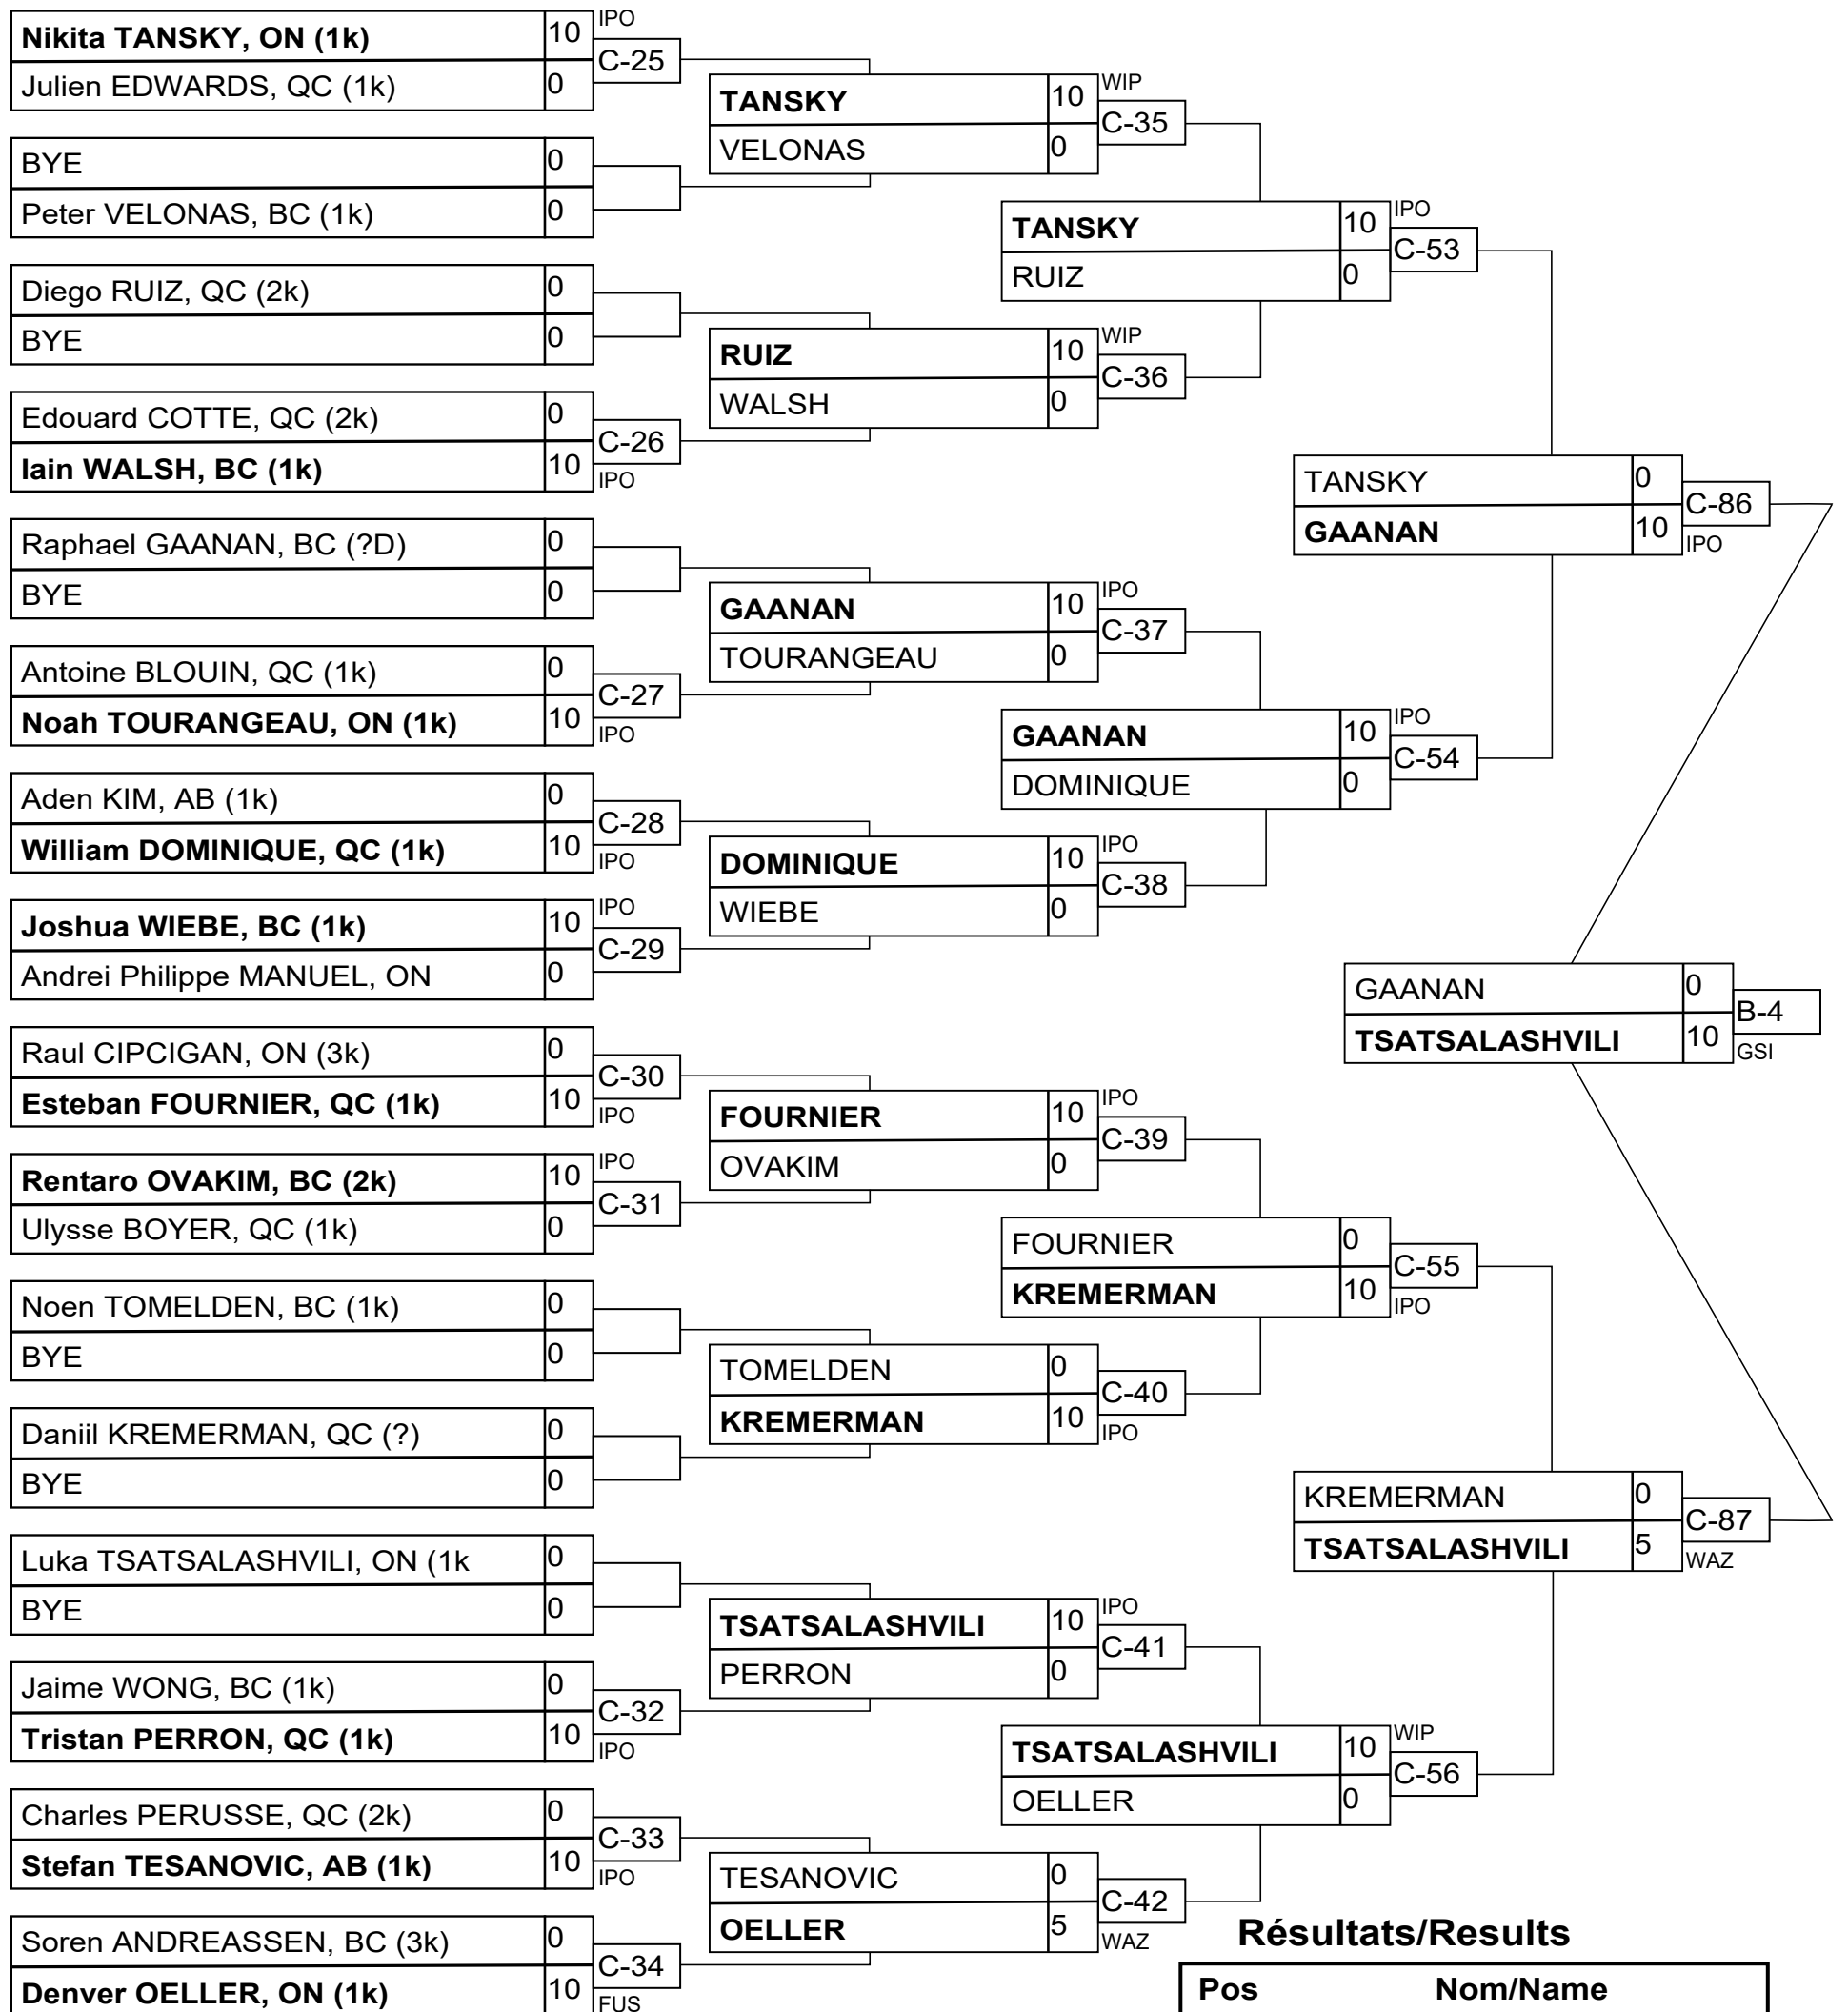 Nikita TANSKY, ON (1k) 10 IPO
C-25
Julien EDWARDS, QC (1k) 0
BYE 0
Peter VELONAS, BC (1k) 0
Diego RUIZ, QC (2k) 0
BYE 0
Edouard COTTE, QC (2k) 0
C-26
Iain WALSH, BC (1k) 10 IPO
Raphael GAANAN, BC (?D) 0
BYE 0
Antoine BLOUIN, QC (1k) 0
C-27
Noah TOURANGEAU, ON (1k) 10 IPO
Aden KIM, AB (1k) 0
C-28
William DOMINIQUE, QC (1k) 10 IPO
Joshua WIEBE, BC (1k) 10 IPO
C-29
Andrei Philippe MANUEL, ON 0
Raul CIPCIGAN, ON (3k) 0
C-30
Esteban FOURNIER, QC (1k) 10 IPO
Rentaro OVAKIM, BC (2k) 10 IPO
C-31
Ulysse BOYER, QC (1k) 0
Noen TOMELDEN, BC (1k) 0
BYE 0
Daniil KREMERMAN, QC (?) 0
BYE 0
Luka TSATSALASHVILI, ON (1k 0
BYE 0
Jaime WONG, BC (1k) 0
C-32
Tristan PERRON, QC (1k) 10 IPO
Charles PERUSSE, QC (2k) 0
C-33
Stefan TESANOVIC, AB (1k) 10 IPO
Soren ANDREASSEN, BC (3k) 0
C-34
Denver OELLER, ON (1k) 10 FUS
TANSKY 10 WIP
C-35
VELONAS 0
RUIZ 10 WIP
C-36
WALSH 0
GAANAN 10 IPO
C-37
TOURANGEAU 0
DOMINIQUE 10 IPO
C-38
WIEBE 0
FOURNIER 10 IPO
C-39
OVAKIM 0
TOMELDEN 0
C-40
KREMERMAN 10 IPO
TSATSALASHVILI 10 IPO
C-41
PERRON 0
TESANOVIC 0
C-42
OELLER 5 WAZ
TANSKY 10 IPO
C-53
RUIZ 0
GAANAN 10 IPO
C-54
DOMINIQUE 0
FOURNIER 0
C-55
KREMERMAN 10 IPO
TSATSALASHVILI 10 WIP
C-56
OELLER 0
TANSKY 0
C-86
GAANAN 10 IPO
KREMERMAN 0
C-87
TSATSALASHVILI 5 WAZ
GAANAN 0
B-4
TSATSALASHVILI 10 GSI
Résultats/Results
Pos Nom/Name